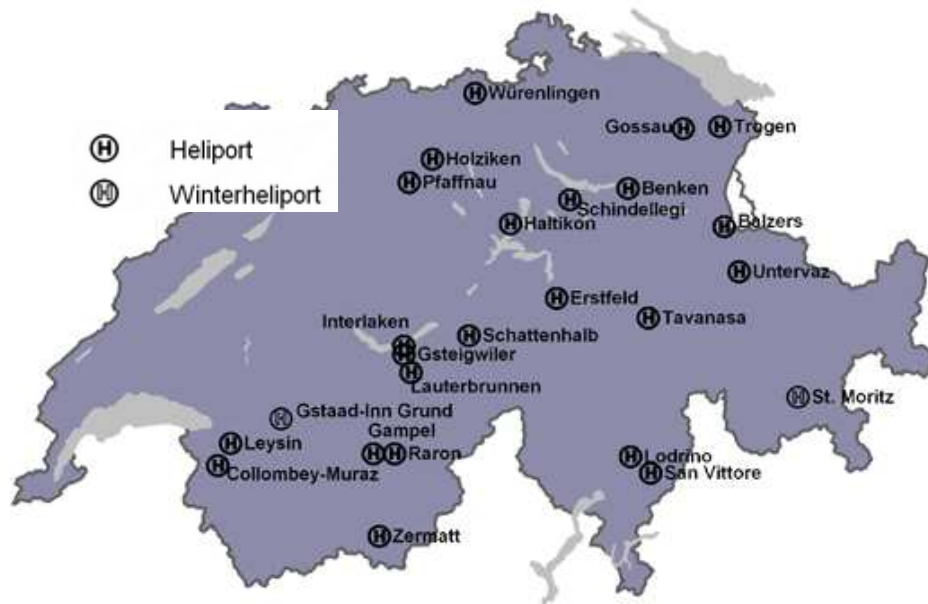 Würenlingen
Gossau
Trogen
Heliport
Holziken
Pfaffnau
Winterheliport
Benken
Schindellegi
Haltikon
Balzers
Untervaz
Erstfeld
Tavanasa
Interlaken
Schattenhalb
Gsteigwiler
Lauterbrunnen
St. Moritz
Gstaad-Inn Grund
Gampel
Leysin
Raron
Lodrino
Collombey-Muraz
San Vittore
Zermatt